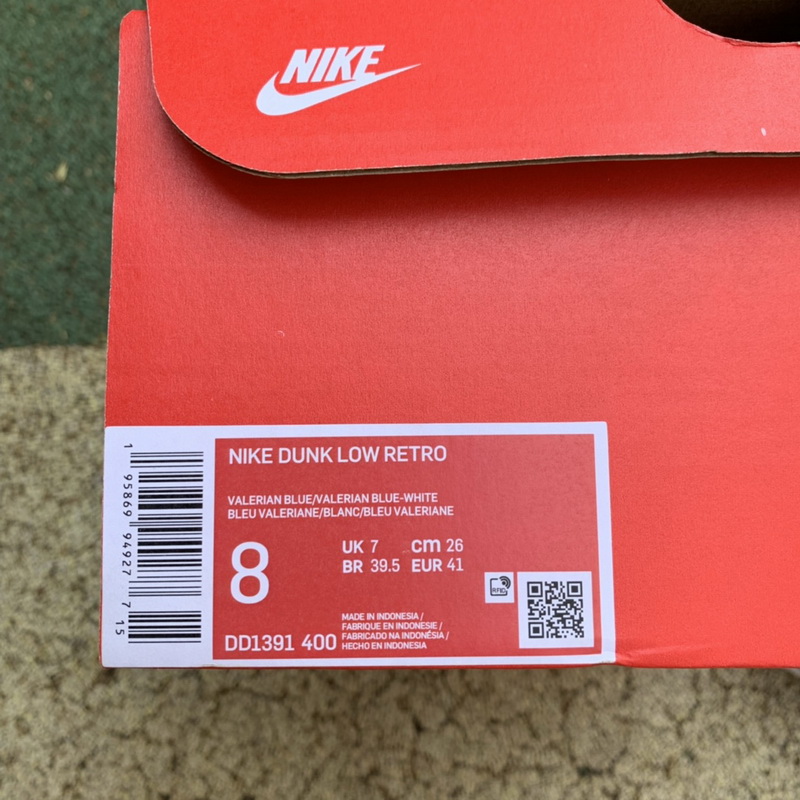 NIKE
NIKE DUNK LOW RETRO
VALERIAN BLUE/VALERIAN BLUE-WHITE
BLEU VALERIANE/BLANC/BLEU VALERIANE
8
UK 7 cm 26
BR 39.5 EUR 41
RFID
DD1391 400
MADE IN INDONESIA /
FABRIQUE EN INDONESIE /
FABRICADO NA INDONÉSIA /
HECHO EN INDONESIA
1 95869 94927 7 15